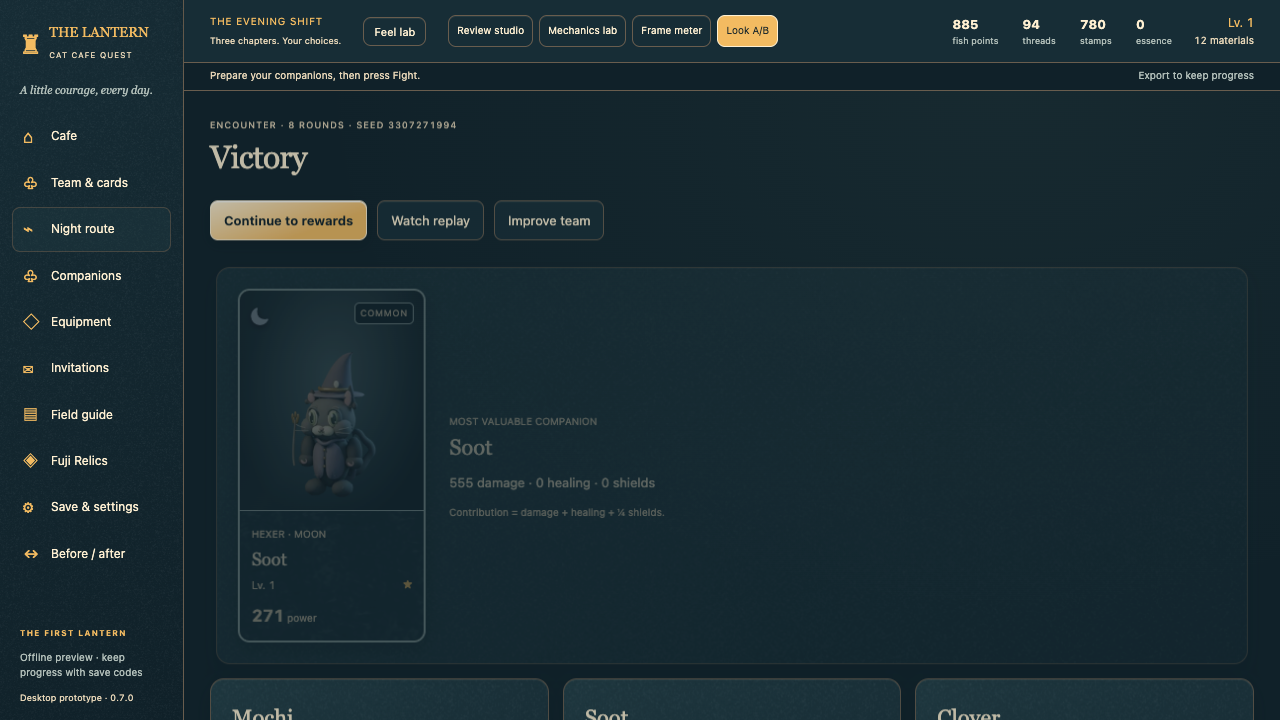 THE LANTERN
CAT CAFE QUEST
A little courage, every day.
Cafe
Team & cards
Night route
Companions
Equipment
Invitations
Field guide
Fuji Relics
Save & settings
Before / after
THE FIRST LANTERN
Offline preview · keep
progress with save codes
Desktop prototype · 0.7.0
THE EVENING SHIFT
Three chapters. Your choices.
Feel lab
Review studio
Mechanics lab
Frame meter
Look A/B
885
fish points
94
threads
780
stamps
0
essence
Lv. 1
12 materials
Prepare your companions, then press Fight.
Export to keep progress
ENCOUNTER · 8 ROUNDS · SEED 3307271994
Victory
Continue to rewards
Watch replay
Improve team
COMMON
HEXER · MOON
Soot
Lv. 1
271 power
MOST VALUABLE COMPANION
Soot
555 damage · 0 healing · 0 shields
Contribution = damage + healing + ¼ shields.
Mochi
Soot
Clover